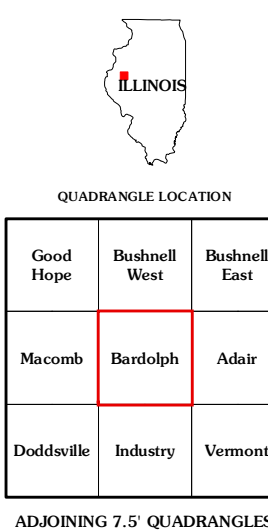 ILLINOIS
QUADRANGLE LOCATION
Good Hope
Bushnell West
Bushnell East
Macomb
Bardolph
Adair
Doddsville
Industry
Vermont
ADJOINING 7.5' QUADRANGLES